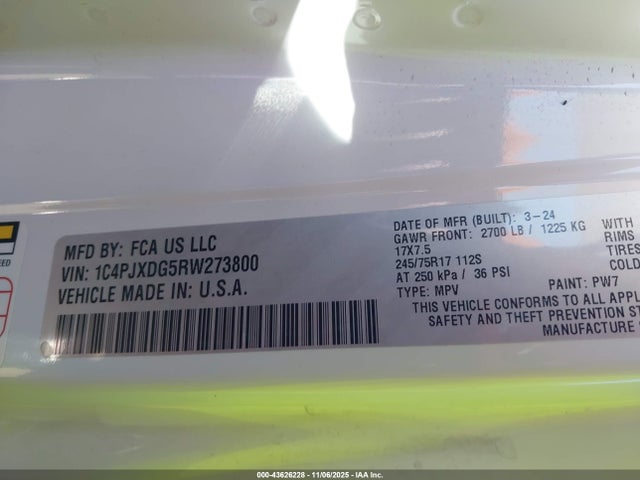 MFD BY: FCA US LLC
VIN: 1C4PJXDG5RW273800
VEHICLE MADE IN: U.S.A.
DATE OF MFR (BUILT): 3-24
GAWR FRONT: 2700 LB / 1225 KG
WITH
17X7.5
RIMS
245/75R17 112S
TIRES
AT 250 kPa / 36 PSI
COLD
TYPE: MPV
PAINT: PW7
THIS VEHICLE CONFORMS TO ALL APPL
SAFETY AND THEFT PREVENTION ST
MANUFACTURE
000-43626228 - 11/06/2025 - IAA Inc.